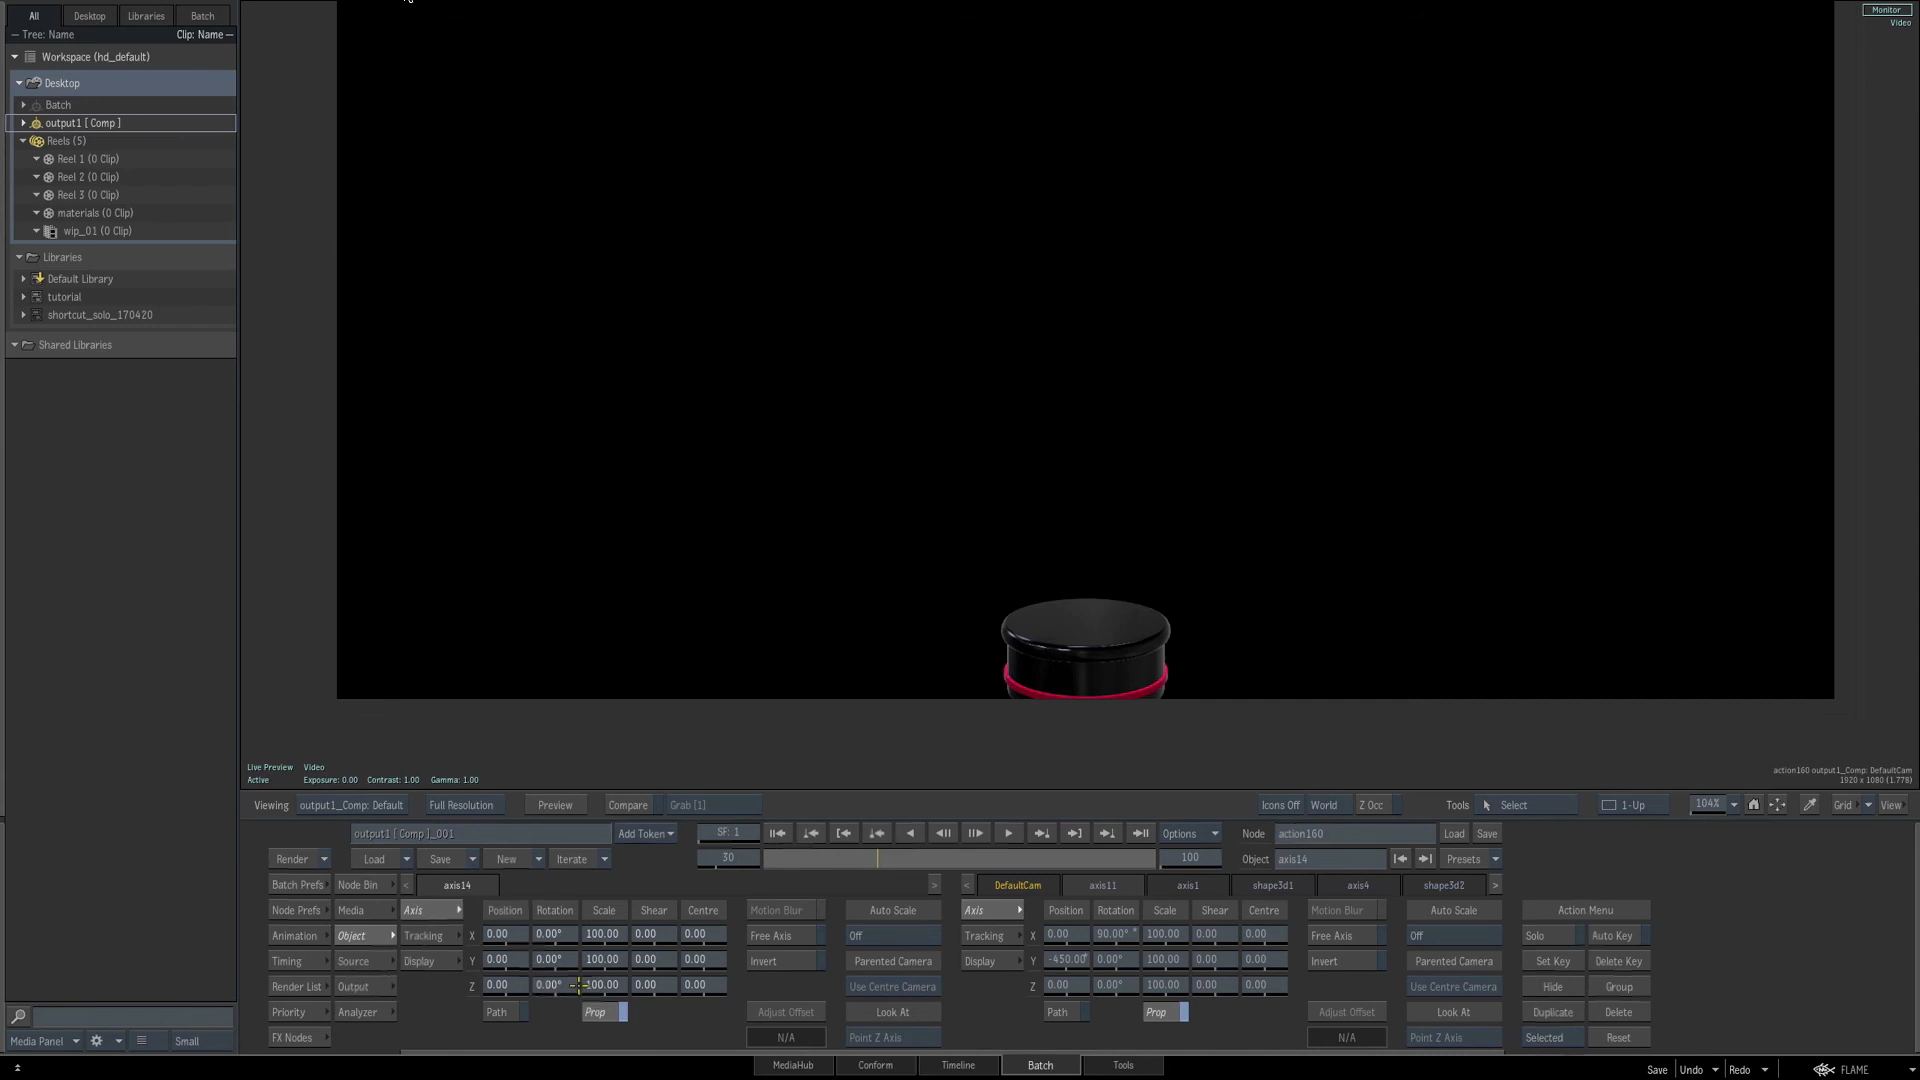 All Desktop Libraries Batch
Tree: Name Clip: Name
Workspace (hd_default)
Desktop
Batch
output1 [ Comp ]
Reels (5)
Reel 1 (0 Clip)
Reel 2 (0 Clip)
Reel 3 (0 Clip)
materials (0 Clip)
wip_01 (0 Clip)
Libraries
Default Library
tutorial
shortcut_solo_170420
Shared Libraries
Monitor
Video
Live Preview Video
Active Exposure: 0.00 Contrast: 1.00 Gamma: 1.00
action160 output1_Comp: DefaultCam
1920 x 1080 (1.778)
Viewing output1_Comp: Default Full Resolution Preview Compare Grab [1] Icons Off World Z Occ Tools Select 1-Up 104% Grid View
output1 [ Comp ]_001 Add Token SF: 1 Options Node action160 Load Save
Render Load Save New Iterate 30 100 Object axis14 Presets
Batch Prefs Node Bin < axis14 > < DefaultCam axis11 axis1 shape3d1 axis4 shape3d2 >
Node Prefs Media Axis Position Rotation Scale Shear Centre Motion Blur Auto Scale Axis Position Rotation Scale Shear Centre Motion Blur Auto Scale Action Menu
Animation Object Tracking X 0.00 0.00° 100.00 0.00 0.00 Free Axis Off Tracking X 0.00 90.00° 100.00 0.00 0.00 Free Axis Off Solo Auto Key
Timing Source Display Y 0.00 0.00° 100.00 0.00 0.00 Invert Parented Camera Display Y -450.00 0.00° 100.00 0.00 0.00 Invert Parented Camera Set Key Delete Key
Render List Output Z 0.00 0.00° 100.00 0.00 0.00 Use Centre Camera Z 0.00 0.00° 100.00 0.00 0.00 Use Centre Camera Hide Group
Priority Analyzer Path Prop Adjust Offset Look At Path Prop Adjust Offset Look At Duplicate Delete
FX Nodes N/A Point Z Axis N/A Point Z Axis Selected Reset
Media Panel Small
MediaHub Conform Timeline Batch Tools Save Undo Redo FLAME